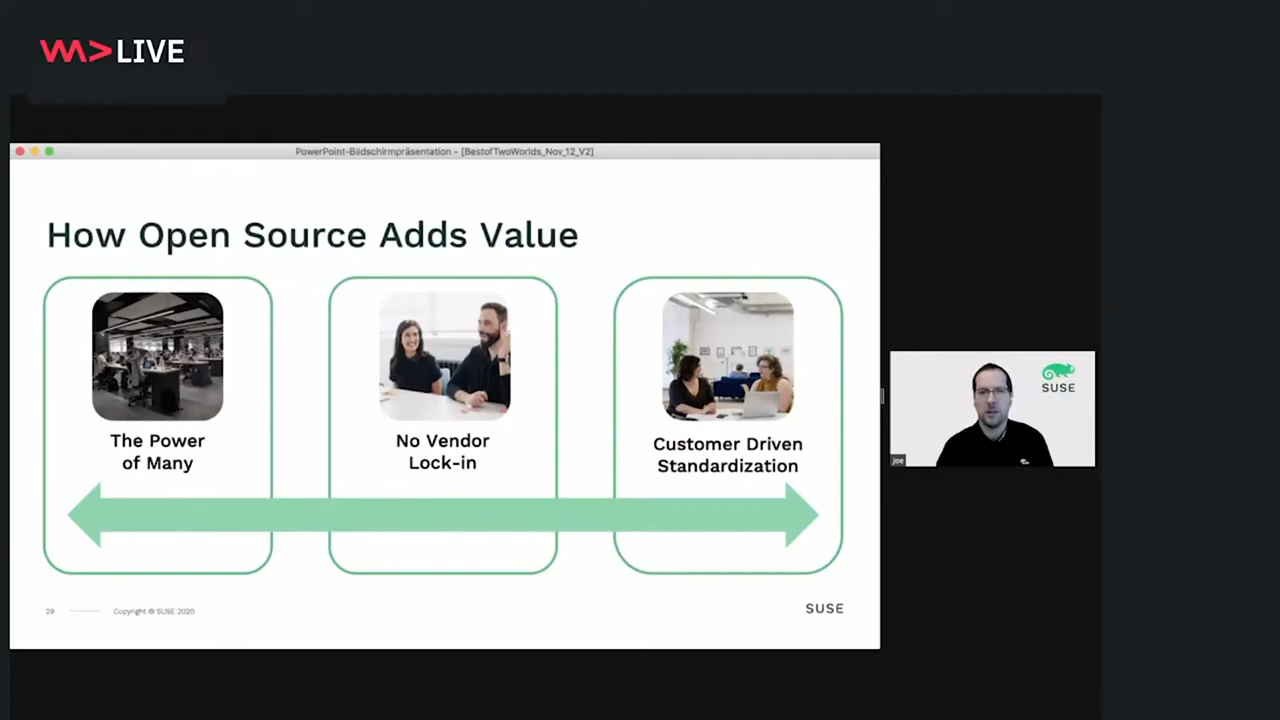 LIVE
PowerPoint-Bildschirmpräsentation - [BestofTwoWorlds_Nov_12_V2]
How Open Source Adds Value
The Power
of Many
No Vendor
Lock-in
Customer Driven
Standardization
29
Copyright © SUSE 2020
SUSE
SUSE
joe